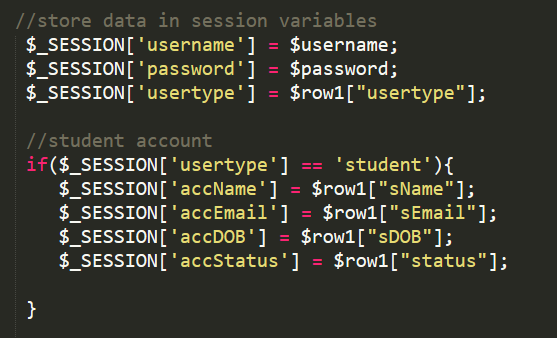 //store data in session variables
$_SESSION['username'] = $username;
$_SESSION['password'] = $password;
$_SESSION['usertype'] = $row1["usertype"];
//student account
if($_SESSION['usertype'] == 'student'){
$_SESSION['accName'] = $row1["sName"];
$_SESSION['accEmail'] = $row1["sEmail"];
$_SESSION['accDOB'] = $row1["sDOB"];
$_SESSION['accStatus'] = $row1["status"];
}